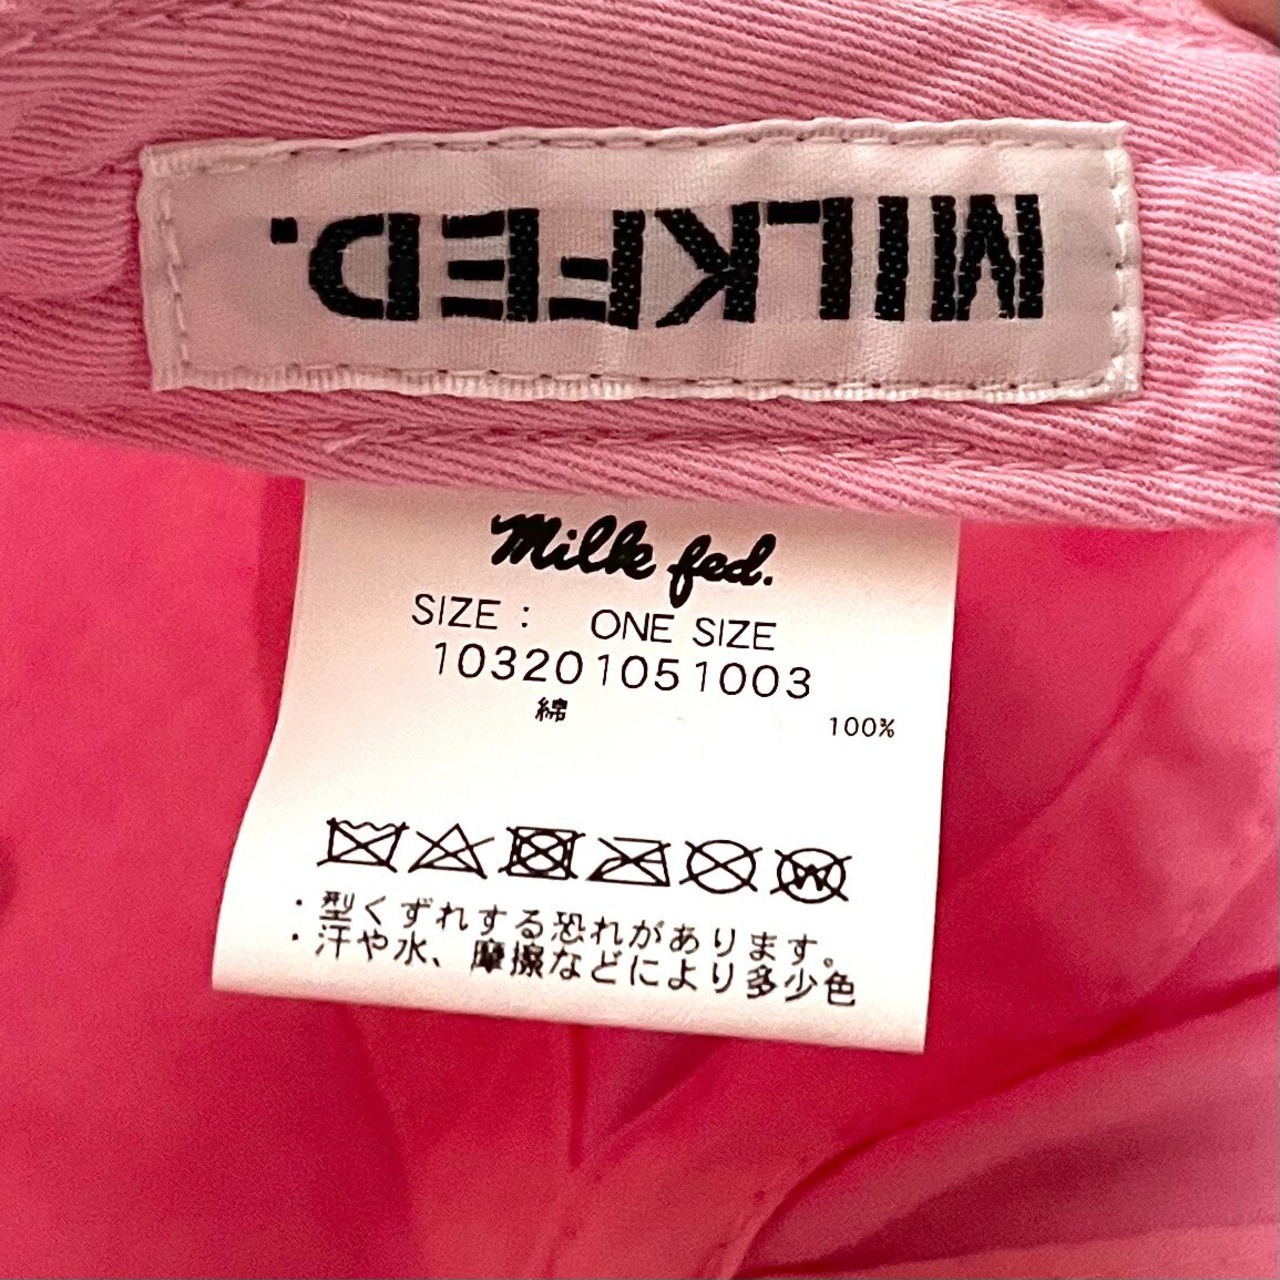 MILKFED.
Milk fed.
SIZE： ONE SIZE
103201051003
綿 100%
・型くずれする恐れがあります。
・汗や水、摩擦などにより多少色